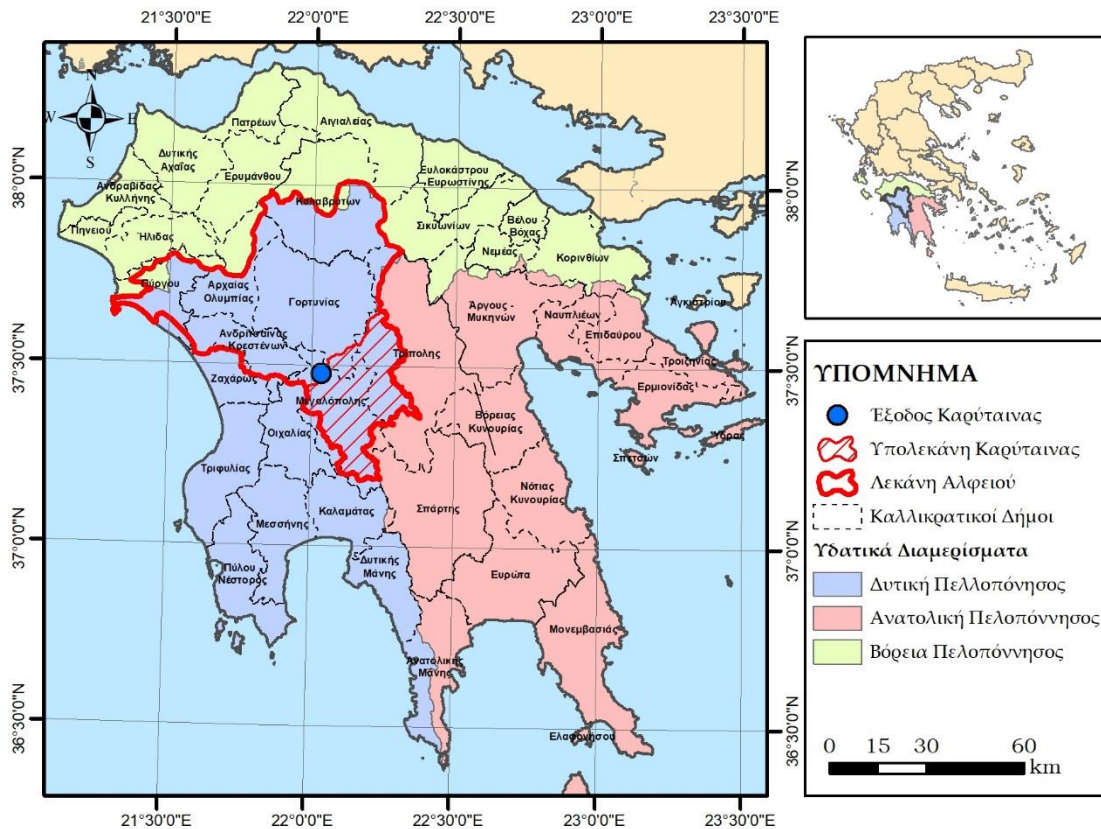 21°30'0"E
22°0'0"E
22°30'0"E
23°0'0"E
23°30'0"E
N
W
E
S
38°0'0"N
37°30'0"N
37°0'0"N
36°30'0"N
Πατρέων
Αιγιαλείας
Δυτικής
Αχαΐας
Ερυμάνθου
Ξυλοκάστρου
Ευρωστίνης
Ανδραβίδας
Κυλλήνης
Καλαβρύτων
Βέλου
Βόχας
Πηνειού
Ήλιδας
Σικυωνίων
Νεμέας
Κορινθίων
Πύργου
Αρχαίας
Ολυμπίας
Γορτυνίας
Άργους -
Μυκηνών
Ναυπλιέων
Αγκιστρίου
Επιδαύρου
Ανδρίτσαινας
Κρεστένων
Τρίπολης
Τροιζηνίας
Ζαχάρως
Ερμιονίδας
Μεγαλόπολης
Βόρειας
Κυνουρίας
Οιχαλίας
Ύδρας
Σπετσών
Τριφυλίας
Νότιας
Κυνουρίας
Σπάρτης
Καλαμάτας
Μεσσήνης
Δυτικής
Μάνης
Πύλου
Νέστορος
Ευρώτα
Μονεμβασιάς
Ανατολικής
Μάνης
Ελαφονήσου
38°0'0"N
37°30'0"N
37°0'0"N
36°30'0"N
21°30'0"E
22°0'0"E
22°30'0"E
23°0'0"E
23°30'0"E
ΥΠΟΜΝΗΜΑ
Έξοδος Καρύταινας
Υπολεκάνη Καρύταινας
Λεκάνη Αλφειού
Καλλικρατικοί Δήμοι
Υδατικά Διαμερίσματα
Δυτική Πελλοπόνησος
Ανατολική Πελοπόννησος
Βόρεια Πελοπόννησος
0 15 30 60
km